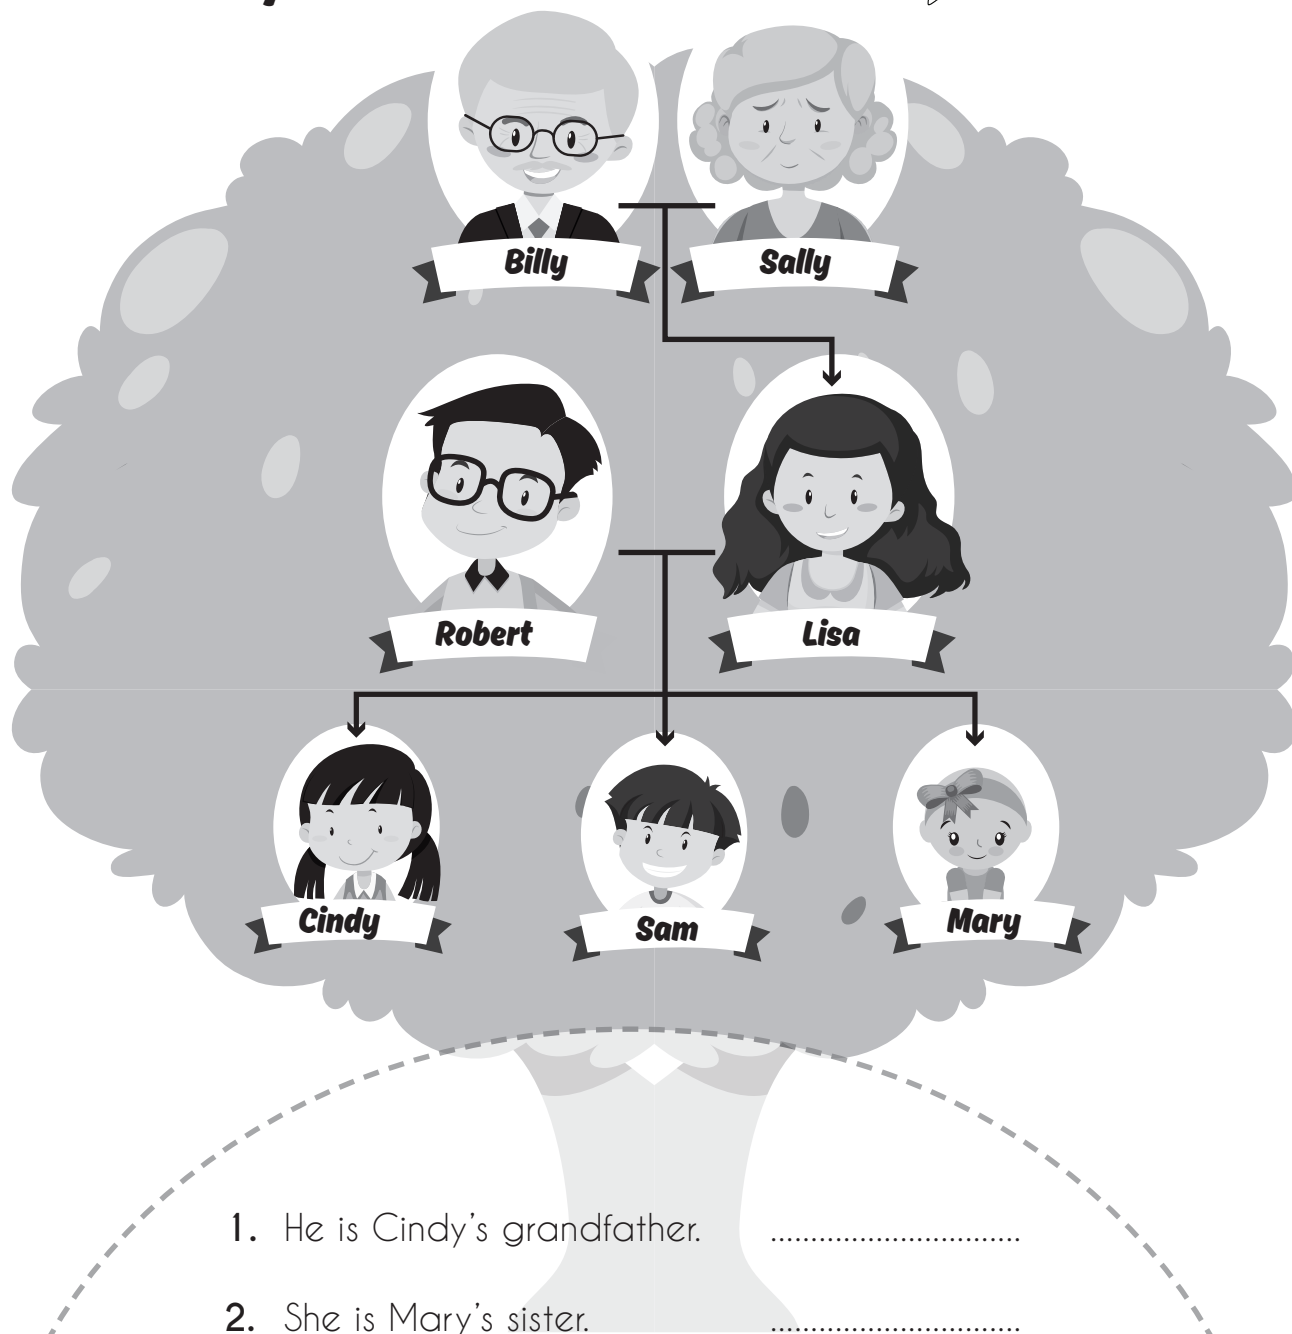 Billy
Sally
Robert
Lisa
Cindy
Sam
Mary
1. He is Cindy's grandfather. ...............................
2. She is Mary's sister. ...............................